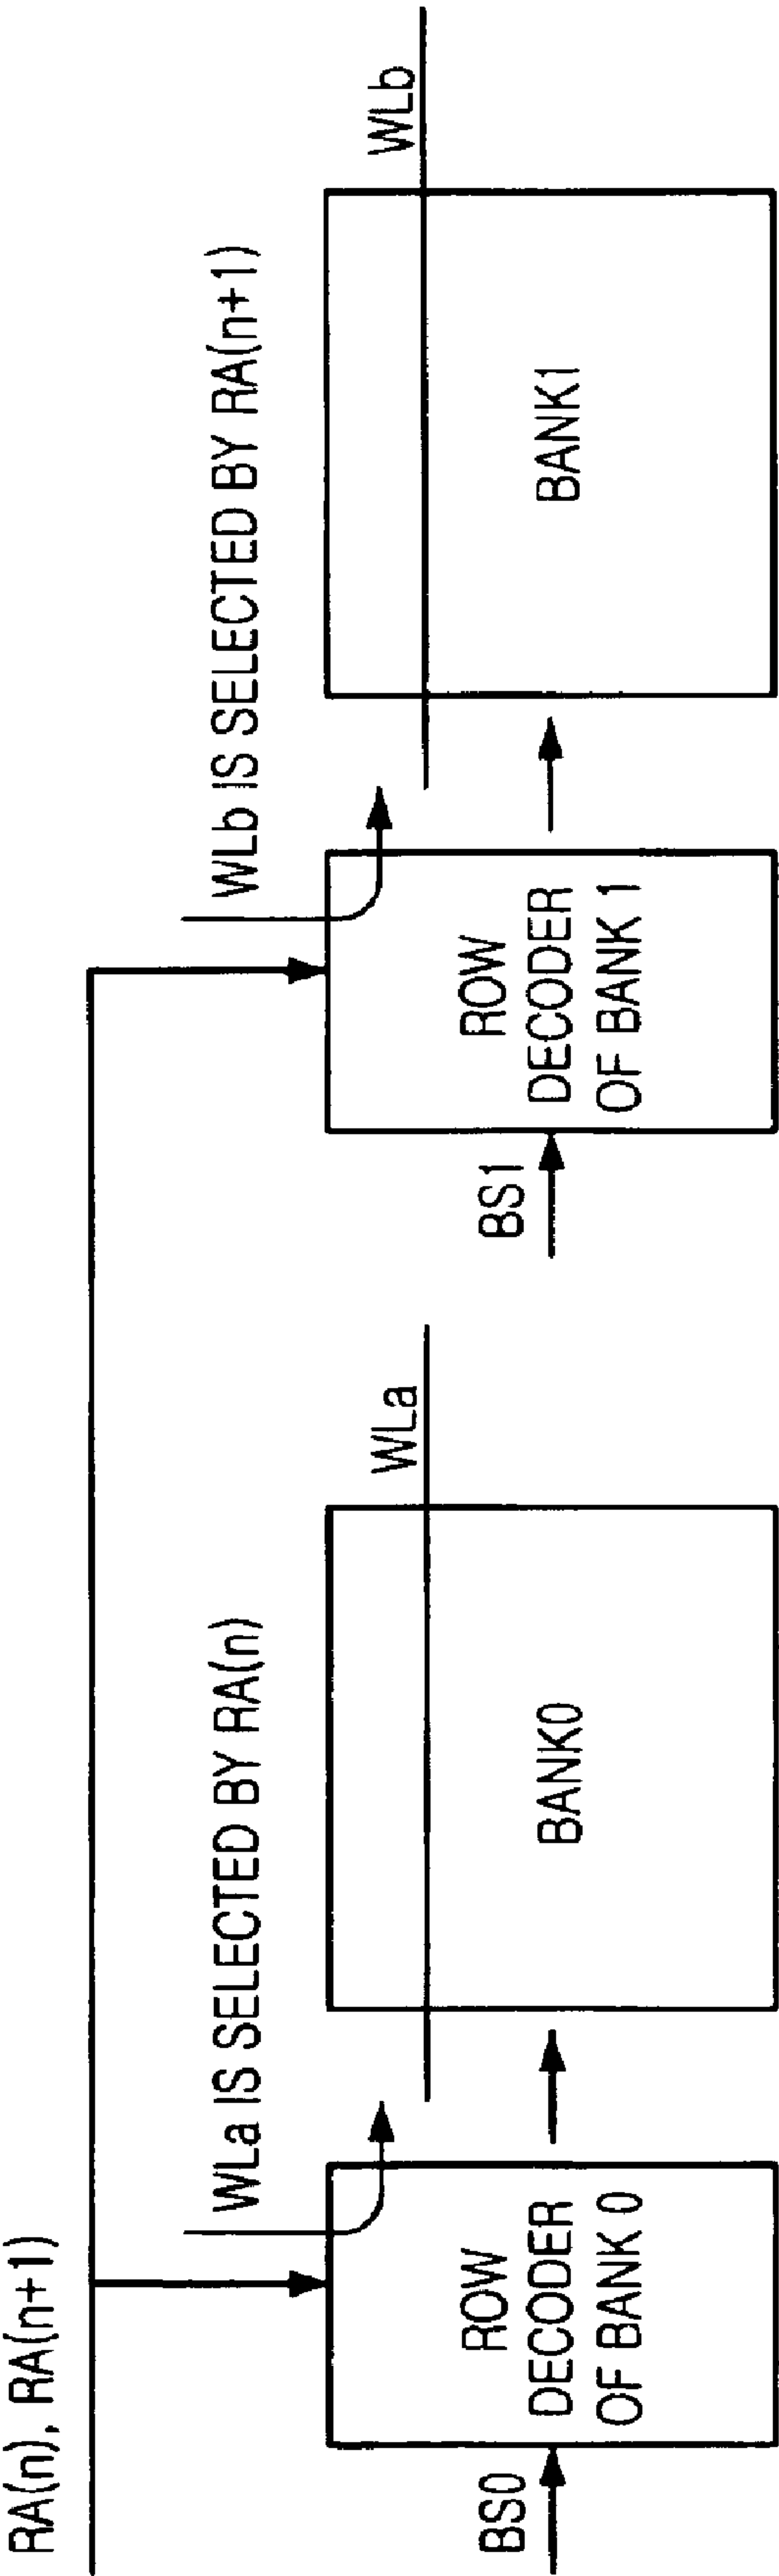 RA(n), RA(n+1)
WLa IS SELECTED BY RA(n)
WLb IS SELECTED BY RA(n+1)
WLa
WLb
BS0
ROW
DECODER
OF BANK 0
BANK0
BS1
ROW
DECODER
OF BANK 1
BANK1